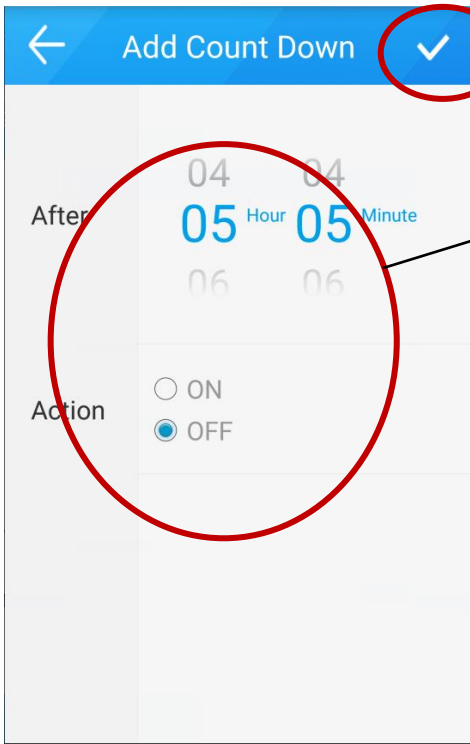 Add Count Down
04 04
After 05 Hour 05 Minute
06 06
Action
ON
OFF